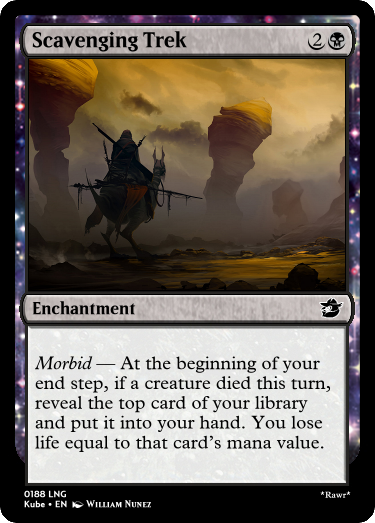 Scavenging Trek 2
Enchantment
Morbid — At the beginning of your
end step, if a creature died this turn,
reveal the top card of your library
and put it into your hand. You lose
life equal to that card's mana value.
0188 LNG
Kube • EN William Nunez
*Rawr*